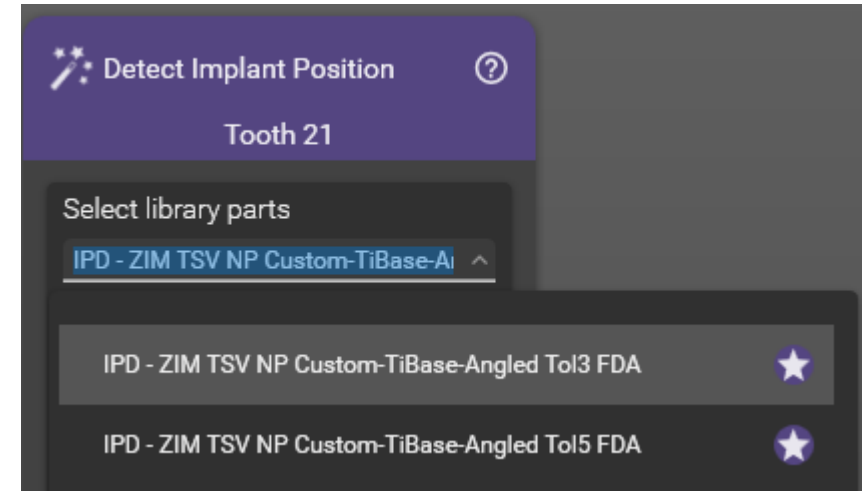 Detect Implant Position
Tooth 21
Select library parts
IPD - ZIM TSV NP Custom-TiBase-A
IPD - ZIM TSV NP Custom-TiBase-Angled Tol3 FDA
IPD - ZIM TSV NP Custom-TiBase-Angled Tol5 FDA